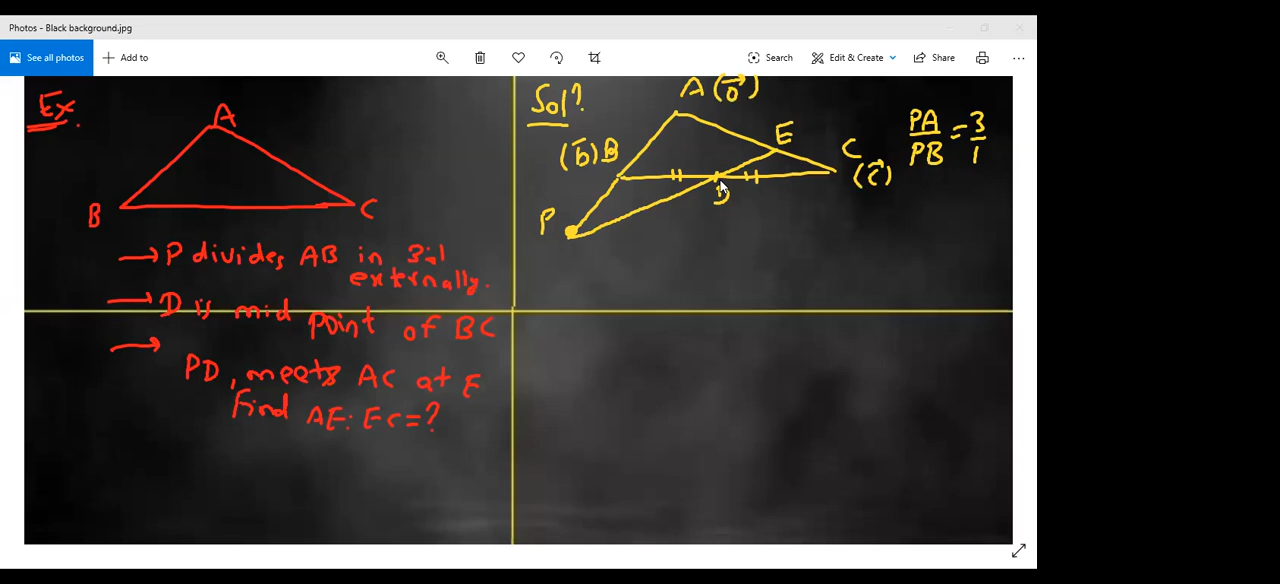 Photos - Black background.jpg
See all photos
Add to
Search
Edit & Create
Share
Ex
A
B
C
→ P divides AB in 3:1
externally.
→ D is mid point of BC
→ PD, meets AC at E
Find AE:EC=?
Sol?
A (0⃗)
(b̄) B
E
C
(c⃗)
D
P
PA/PB = 3/1